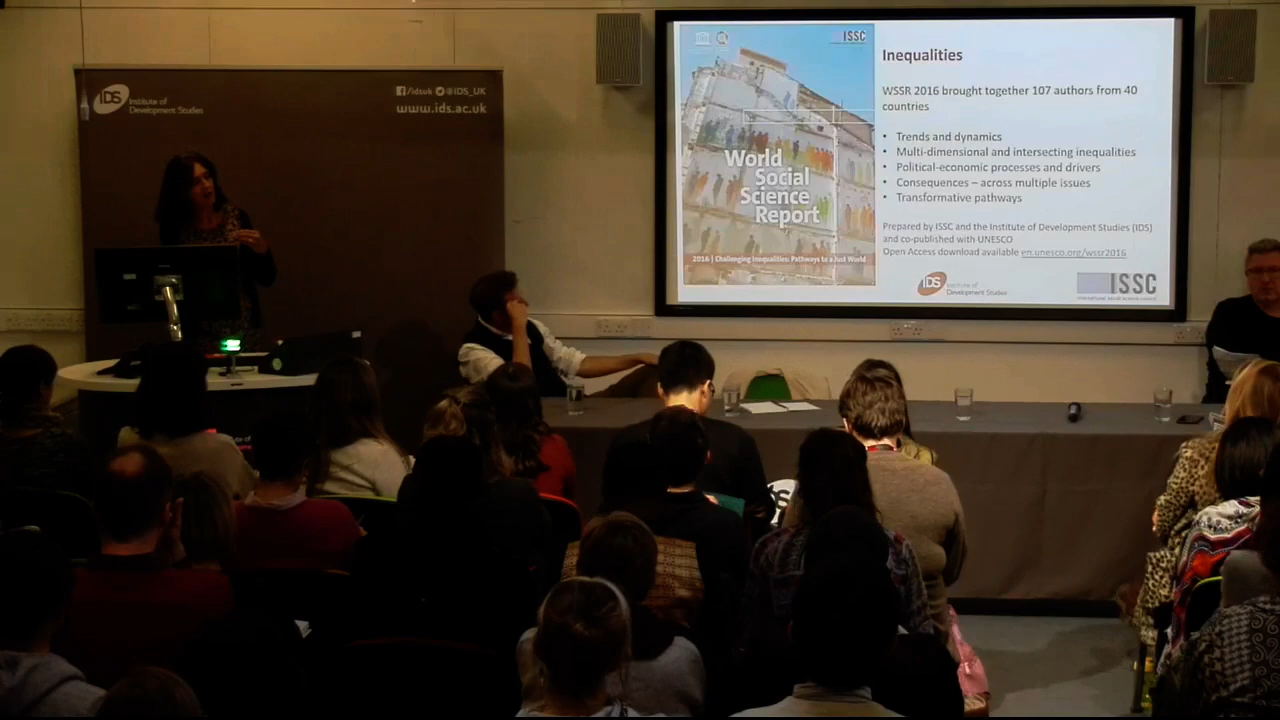 IDS Institute of
Development Studies
/idsuk @IDS_UK
www.ids.ac.uk
ISSC
World
Social
Science
Report
2016 | Challenging Inequalities: Pathways to a Just World
Inequalities
WSSR 2016 brought together 107 authors from 40
countries
• Trends and dynamics
• Multi-dimensional and intersecting inequalities
• Political-economic processes and drivers
• Consequences – across multiple issues
• Transformative pathways
Prepared by ISSC and the Institute of Development Studies (IDS)
and co-published with UNESCO
Open Access download available en.unesco.org/wssr2016
IDS Institute of
Development Studies
ISSC
International Social Science Council